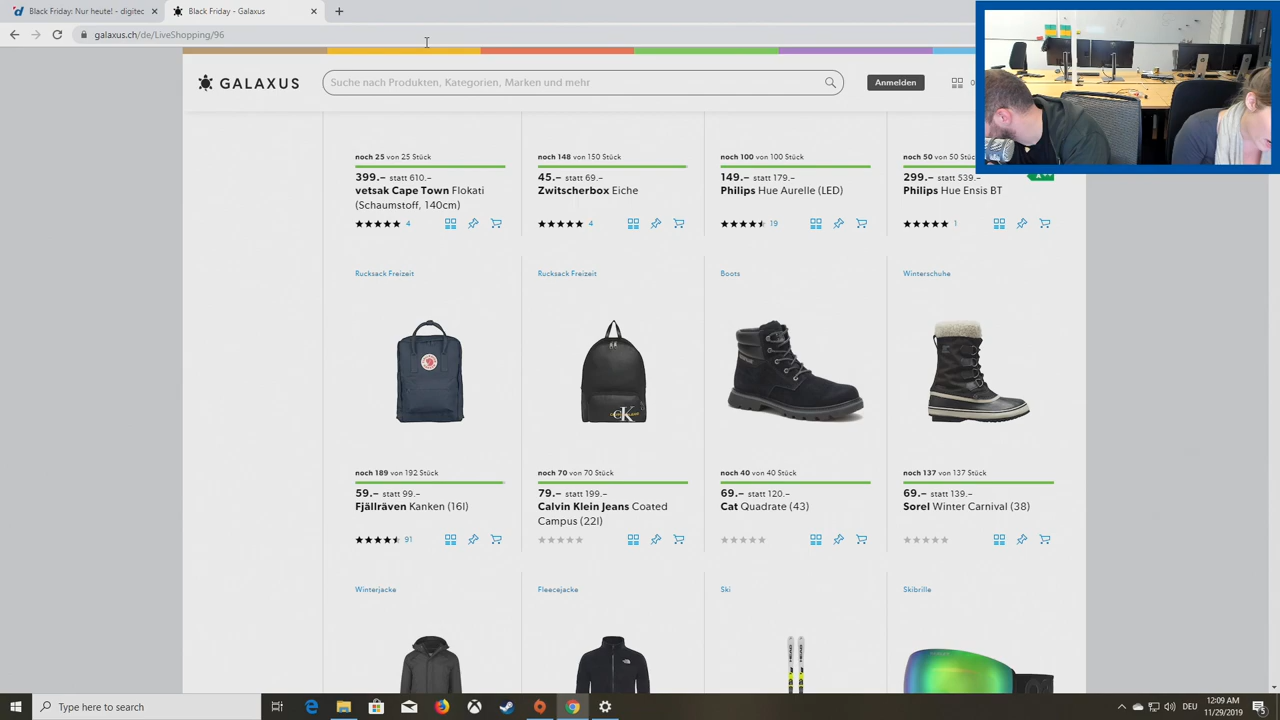 Black Friday: Nur heute! - digitec
Black Friday - Galaxus
galaxus.ch/de/LiveShopping/96
GALAXUS
Suche nach Produkten, Kategorien, Marken und mehr
Anmelden
0
noch 25 von 25 Stück
399.– statt 610.–
vetsak Cape Town Flokati
(Schaumstoff, 140cm)
4
noch 148 von 150 Stück
45.– statt 69.–
Zwitscherbox Eiche
4
noch 100 von 100 Stück
149.– statt 179.–
Philips Hue Aurelle (LED)
19
noch 50 von 50 Stüc
299.– statt 539.–
Philips Hue Ensis BT
1
Rucksack Freizeit
noch 189 von 192 Stück
59.– statt 99.–
Fjällräven Kanken (16l)
91
Rucksack Freizeit
CK
noch 70 von 70 Stück
79.– statt 199.–
Calvin Klein Jeans Coated
Campus (22l)
Boots
noch 40 von 40 Stück
69.– statt 120.–
Cat Quadrate (43)
Winterschuhe
noch 137 von 137 Stück
69.– statt 139.–
Sorel Winter Carnival (38)
Winterjacke
Fleecejacke
Ski
Skibrille
Type here to search
DEU
12:09 AM
11/29/2019
5